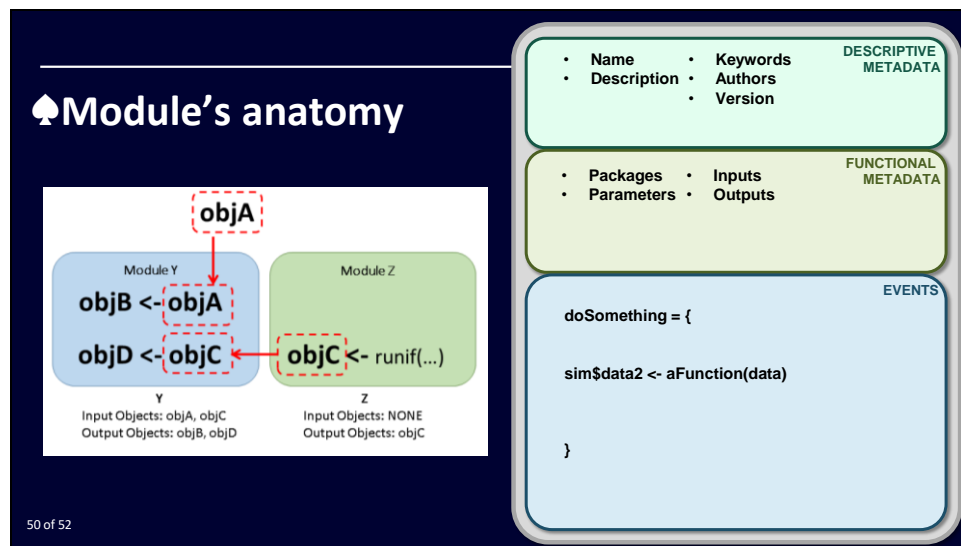 ♠Module’s anatomy
objA
Module Y
objB <- objA
objD <- objC
Module Z
objC <- runif(...)
Y
Input Objects: objA, objC
Output Objects: objB, objD
Z
Input Objects: NONE
Output Objects: objC
50 of 52
DESCRIPTIVE
METADATA
• Name
• Description
• Keywords
• Authors
• Version
FUNCTIONAL
METADATA
• Packages
• Parameters
• Inputs
• Outputs
EVENTS
doSomething = {
sim$data2 <- aFunction(data)
}